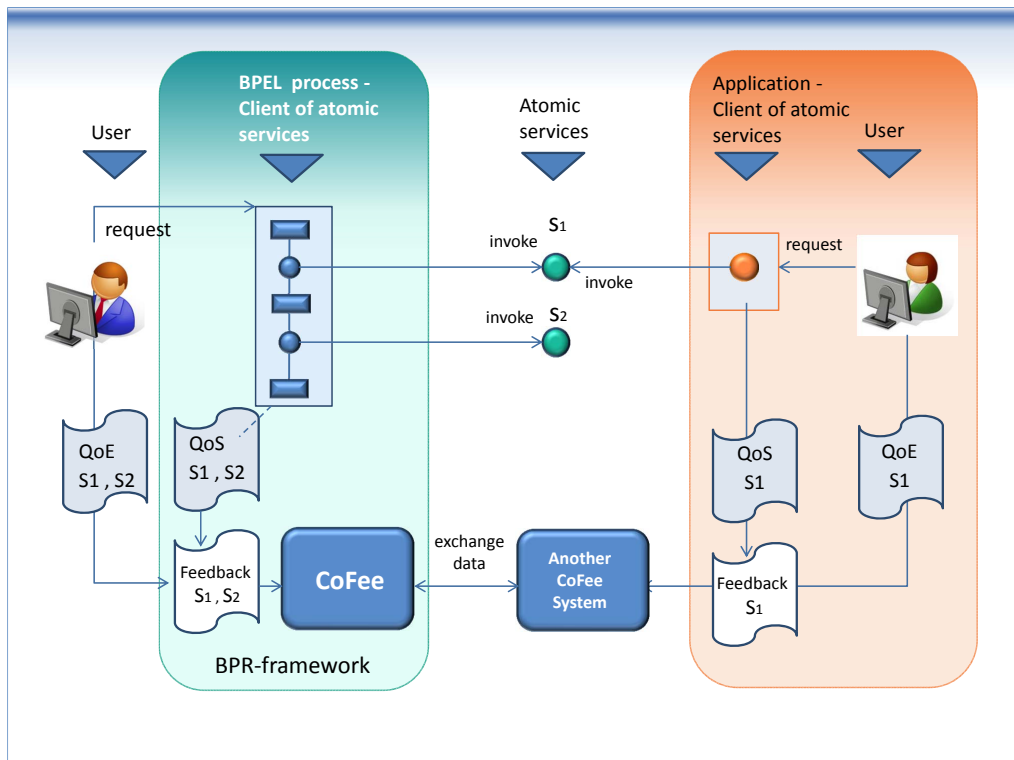 User
BPEL process -
Client of atomic
services
Atomic
services
Application -
Client of atomic
services
User
request
invoke
S1
invoke
request
invoke
S2
QoE
S1 , S2
QoS
S1 , S2
QoS
S1
QoE
S1
Feedback
S1 , S2
CoFee
exchange
data
Another
CoFee
System
Feedback
S1
BPR-framework